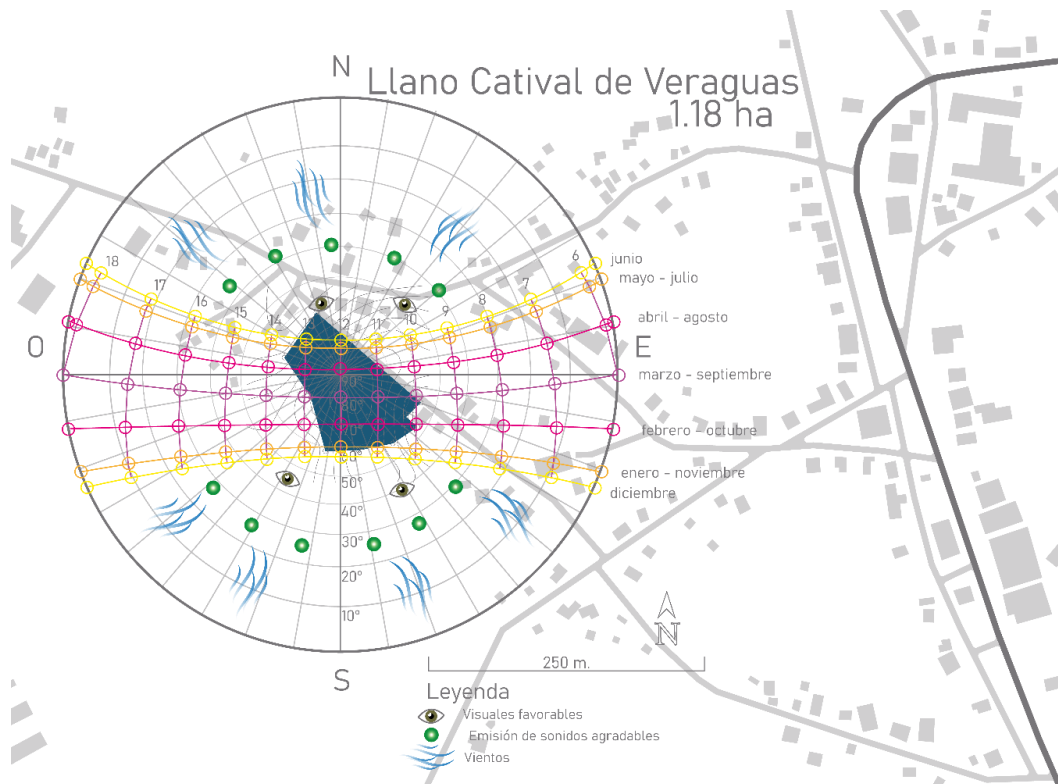 N
Llano Catival de Veraguas
1.18 ha
18
17
16
15
14
13
12
11
10
9
8
7
6
junio
mayo - julio
abril - agosto
O
E
marzo - septiembre
febrero - octubre
enero - noviembre
diciembre
90°
70°
60°
50°
40°
30°
20°
10°
N
S
250 m.
Leyenda
Visuales favorables
Emisión de sonidos agradables
Vientos